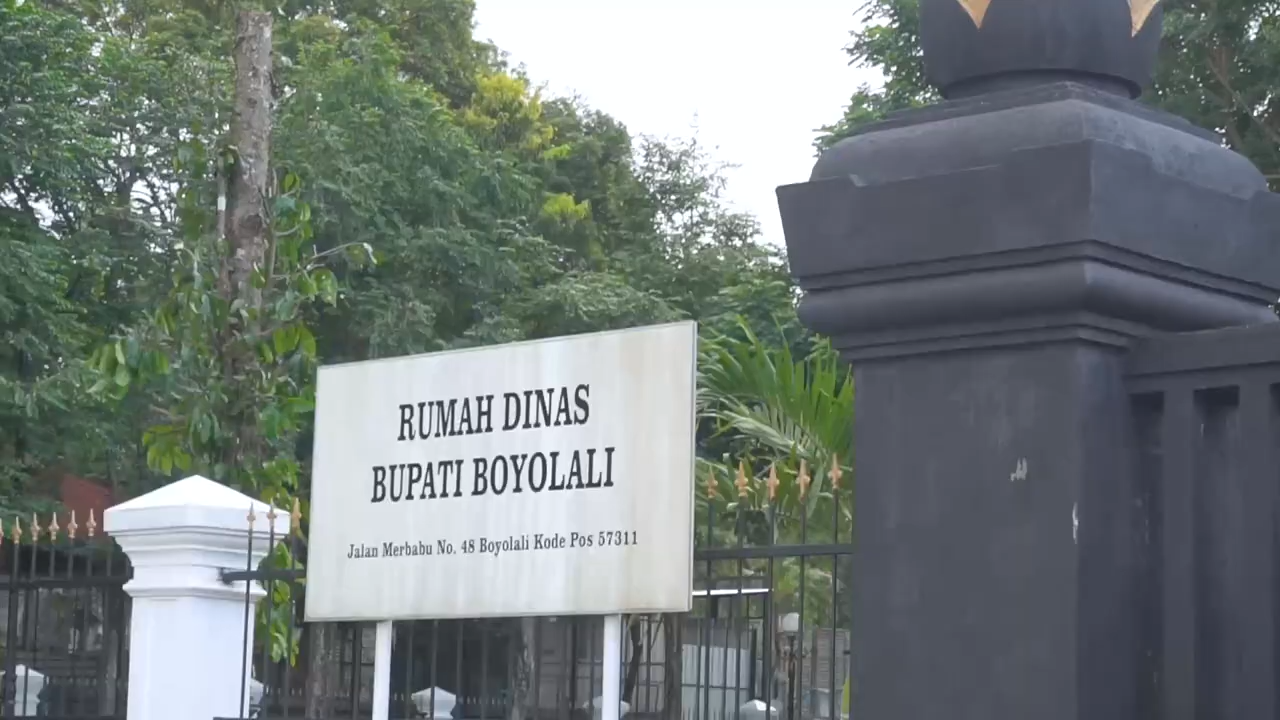 RUMAH DINAS
BUPATI BOYOLALI
Jalan Merbabu No. 48 Boyolali Kode Pos 57311